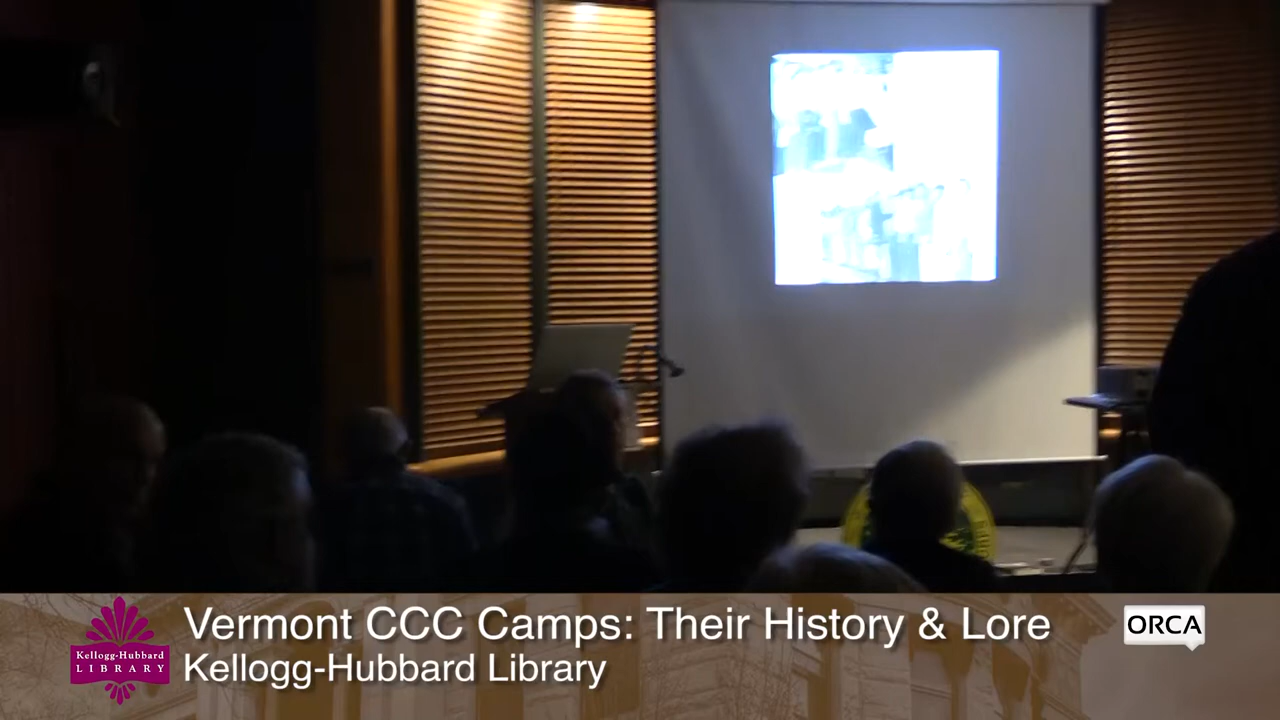 Vermont CCC Camps: Their History & Lore
Kellogg-Hubbard Library
Kellogg-Hubbard
LIBRARY
ORCA